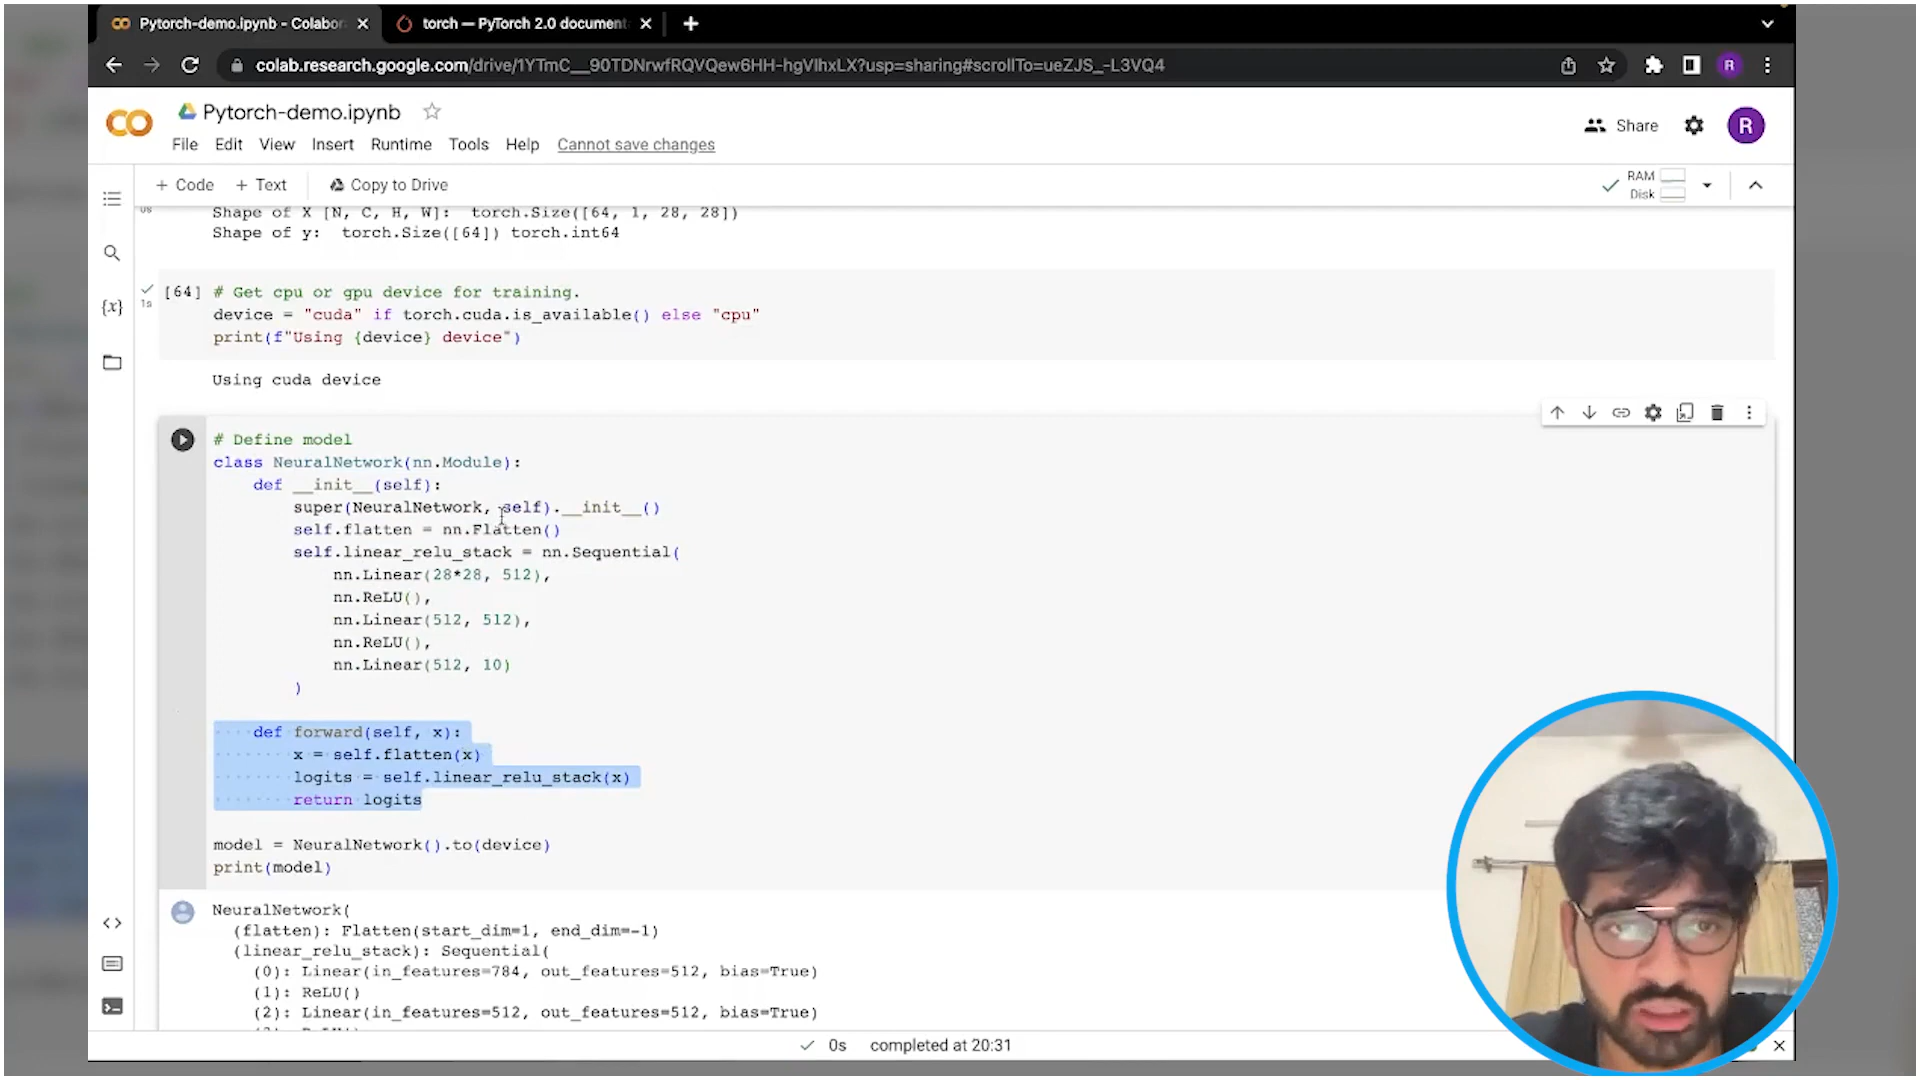 Pytorch-demo.ipynb - Colabor
torch — PyTorch 2.0 document
colab.research.google.com/drive/1YTmC__90TDNrwfRQVQew6HH-hgVIhxLX?usp=sharing#scrollTo=ueZJS_-L3VQ4
R
Pytorch-demo.ipynb
File Edit View Insert Runtime Tools Help Cannot save changes
Share
R
+ Code + Text Copy to Drive
RAM
Disk
0s
Shape of X [N, C, H, W]: torch.Size([64, 1, 28, 28])
Shape of y: torch.Size([64]) torch.int64
{x}
1s
[64] # Get cpu or gpu device for training.
device = "cuda" if torch.cuda.is_available() else "cpu"
print(f"Using {device} device")
Using cuda device
# Define model
class NeuralNetwork(nn.Module):
def __init__(self):
super(NeuralNetwork, self).__init__()
self.flatten = nn.Flatten()
self.linear_relu_stack = nn.Sequential(
nn.Linear(28*28, 512),
nn.ReLU(),
nn.Linear(512, 512),
nn.ReLU(),
nn.Linear(512, 10)
)
def forward(self, x):
x = self.flatten(x)
logits = self.linear_relu_stack(x)
return logits
model = NeuralNetwork().to(device)
print(model)
NeuralNetwork(
(flatten): Flatten(start_dim=1, end_dim=-1)
(linear_relu_stack): Sequential(
(0): Linear(in_features=784, out_features=512, bias=True)
(1): ReLU()
(2): Linear(in_features=512, out_features=512, bias=True)
0s completed at 20:31